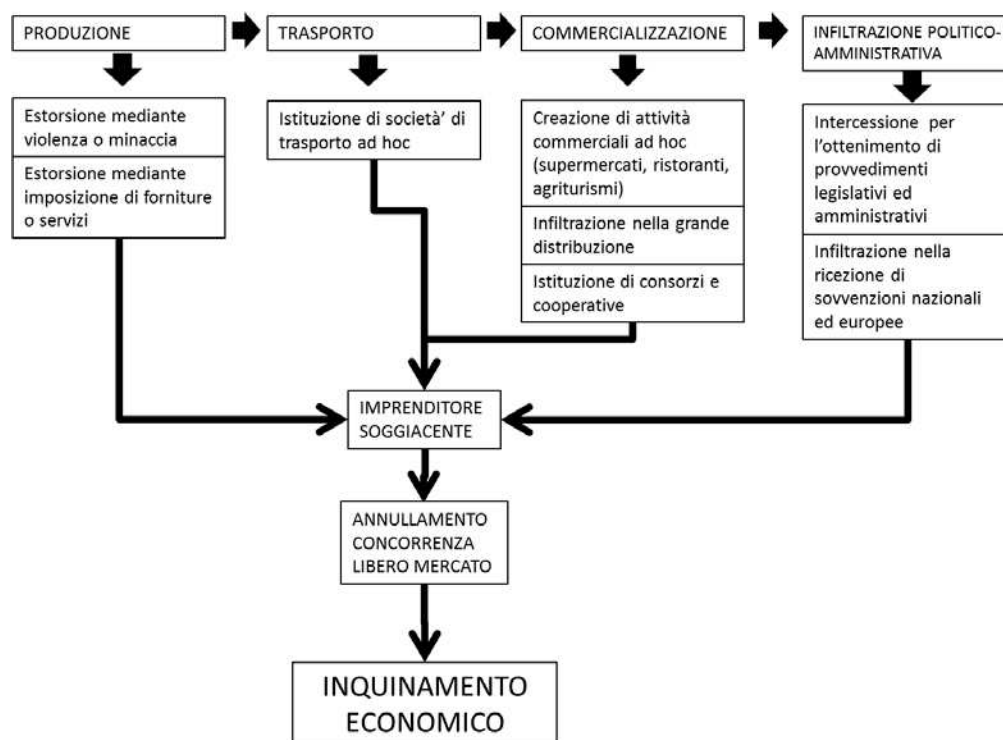 PRODUZIONE
TRASPORTO
COMMERCIALIZZAZIONE
INFILTRAZIONE POLITICO-
AMMINISTRATIVA
Estorsione mediante
violenza o minaccia
Estorsione mediante
imposizione di forniture
o servizi
Istituzione di società' di
trasporto ad hoc
Creazione di attività
commerciali ad hoc
(supermercati, ristoranti,
agriturismi)
Infiltrazione nella grande
distribuzione
Istituzione di consorzi e
cooperative
Intercessione per
l'ottenimento di
provvedimenti
legislativi ed
amministrativi
Infiltrazione nella
ricezione di
sovvenzioni nazionali
ed europee
IMPRENDITORE
SOGGIACENTE
ANNULLAMENTO
CONCORRENZA
LIBERO MERCATO
INQUINAMENTO
ECONOMICO